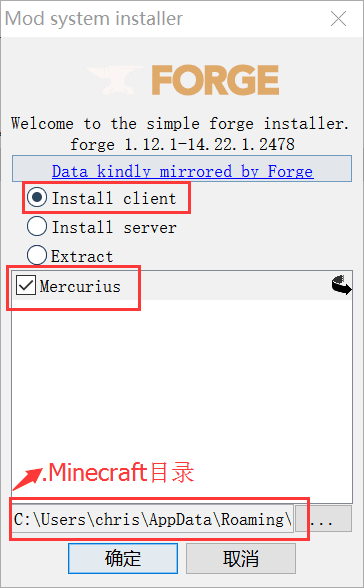 Mod system installer
FORGE
Welcome to the simple forge installer.
forge 1.12.1-14.22.1.2478
Data kindly mirrored by Forge
Install client
Install server
Extract
Mercurius
.Minecraft目录
C:\Users\chris\AppData\Roaming\
...
确定
取消